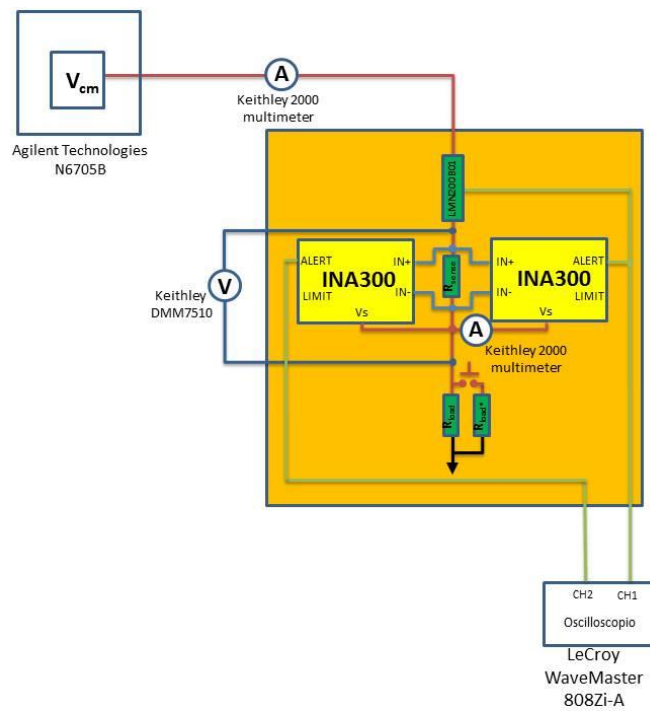 Vcm
Agilent Technologies
N6705B
A
Keithley 2000
multimeter
LMN200B01
ALERT
IN+
INA300
LIMIT
IN-
Vs
Rsense
IN+
ALERT
INA300
IN-
LIMIT
Vs
V
Keithley
DMM7510
A
Keithley 2000
multimeter
Rload
Rload*
CH2
CH1
Osciloscopio
LeCroy
WaveMaster
808Zi-A